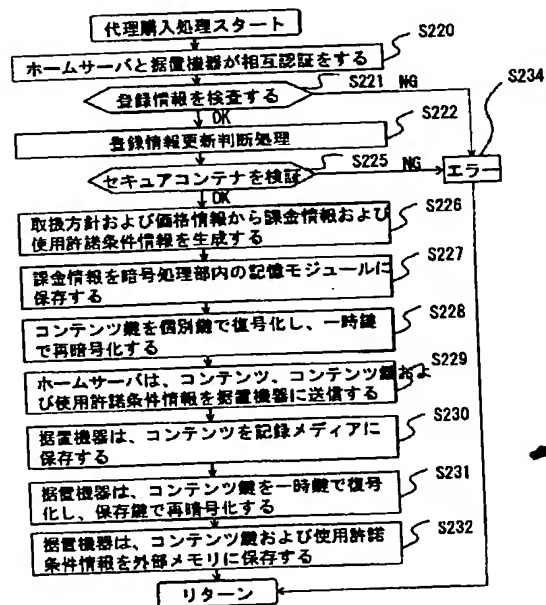 代理購入処理スタート
S220
ホームサーバと据置機器が相互認証をする
S221 NG
S234
登録情報を検査する
OK
S222
登録情報更新判断処理
S225 NG
セキュアコンテナを検証
エラー
OK
S226
取扱方針および価格情報から課金情報および
使用許諾条件情報を生成する
S227
課金情報を暗号処理部内の記憶モジュールに
保存する
S228
コンテンツ鍵を個別鍵で復号化し、一時鍵
で再暗号化する
S229
ホームサーバは、コンテンツ、コンテンツ鍵およ
び使用許諾条件情報を据置機器に送信する
S230
据置機器は、コンテンツを記録メディアに
保存する
S231
据置機器は、コンテンツ鍵を一時鍵で復号
化し、保存鍵で再暗号化する
S232
据置機器は、コンテンツ鍵および使用許諾
条件情報を外部メモリに保存する
リターン